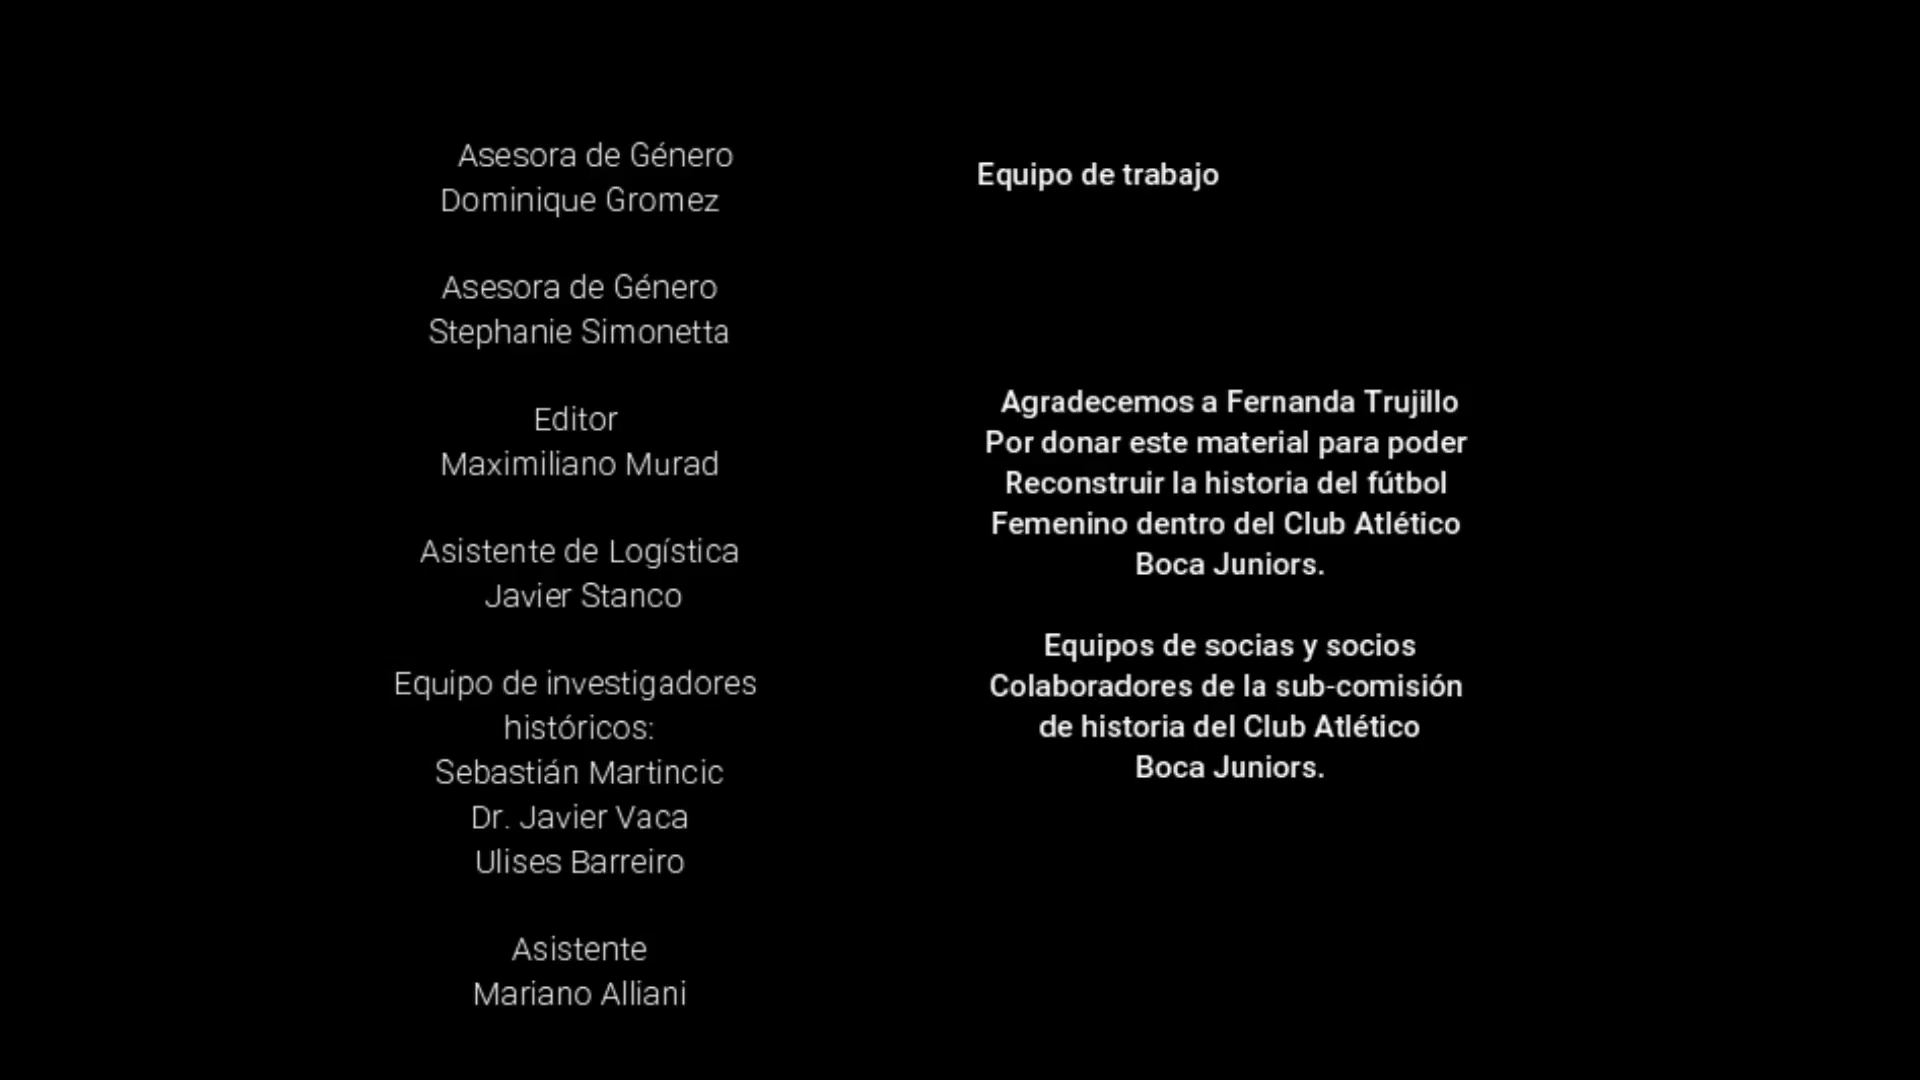 Asesora de Género
Dominique Gromez
Asesora de Género
Stephanie Simonetta
Editor
Maximiliano Murad
Asistente de Logística
Javier Stanco
Equipo de investigadores
históricos:
Sebastián Martincic
Dr. Javier Vaca
Ulises Barreiro
Asistente
Mariano Alliani
Equipo de trabajo
Agradecemos a Fernanda Trujillo
Por donar este material para poder
Reconstruir la historia del fútbol
Femenino dentro del Club Atlético
Boca Juniors.
Equipos de socias y socios
Colaboradores de la sub-comisión
de historia del Club Atlético
Boca Juniors.